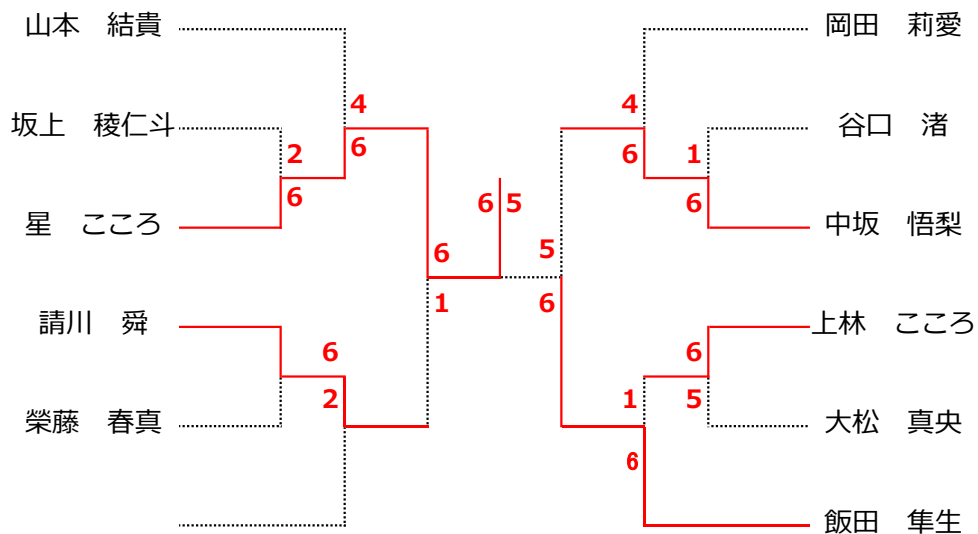 山本　結貴
岡田　莉愛
4
4
坂上　稜仁斗
谷口　渚
2
6
6
1
6
6 5
6
星　こころ
中坂　悟梨
6
5
1
6
請川　舜
上林　こころ
6
6
2
1
5
榮藤　春真
大松　真央
6
飯田　隼生